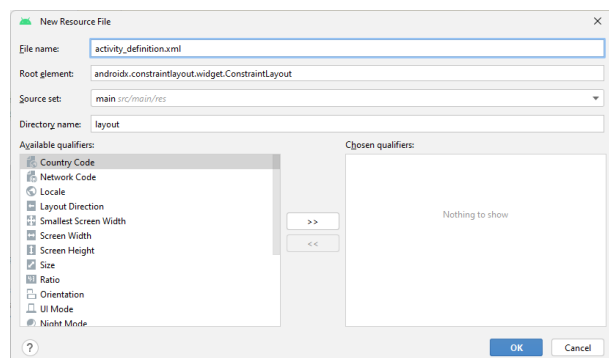 New Resource File
File name: activity_definition.xml
Root element: androidx.constraintlayout.widget.ConstraintLayout
Source set: main src/main/res
Directory name: layout
Available qualifiers:
Country Code
Network Code
Locale
Layout Direction
Smallest Screen Width
Screen Width
Screen Height
Size
Ratio
Orientation
UI Mode
Night Mode
>>
<<
Chosen qualifiers:
Nothing to show
?
OK
Cancel